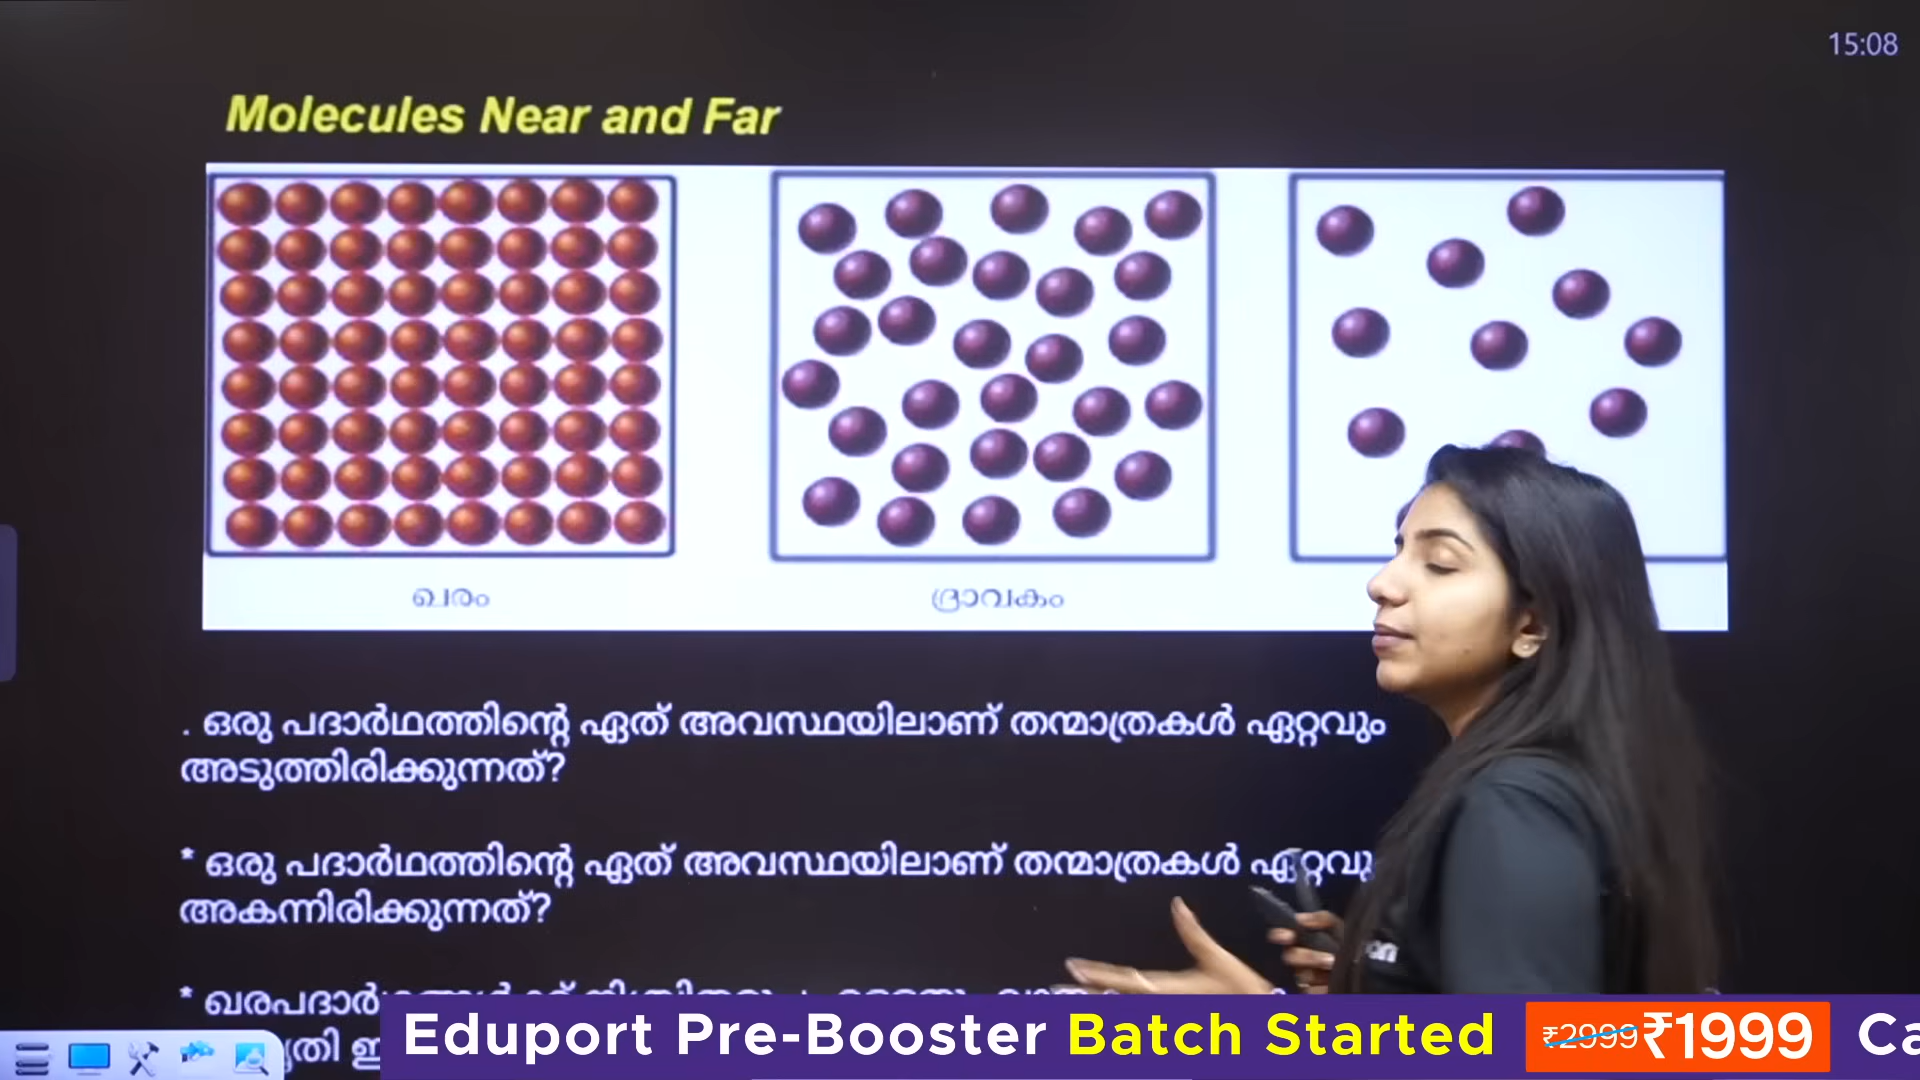 15:08
Molecules Near and Far
ഖരം
ദ്രാവകം
. ഒരു പദാർഥത്തിന്റെ ഏത് അവസ്ഥയിലാണ് തന്മാത്രകൾ ഏറ്റവും
അടുത്തിരിക്കുന്നത്?
* ഒരു പദാർഥത്തിന്റെ ഏത് അവസ്ഥയിലാണ് തന്മാത്രകൾ
അകന്നിരിക്കുന്നത്?
Eduport Pre-Booster Batch Started ₹2999 ₹1999